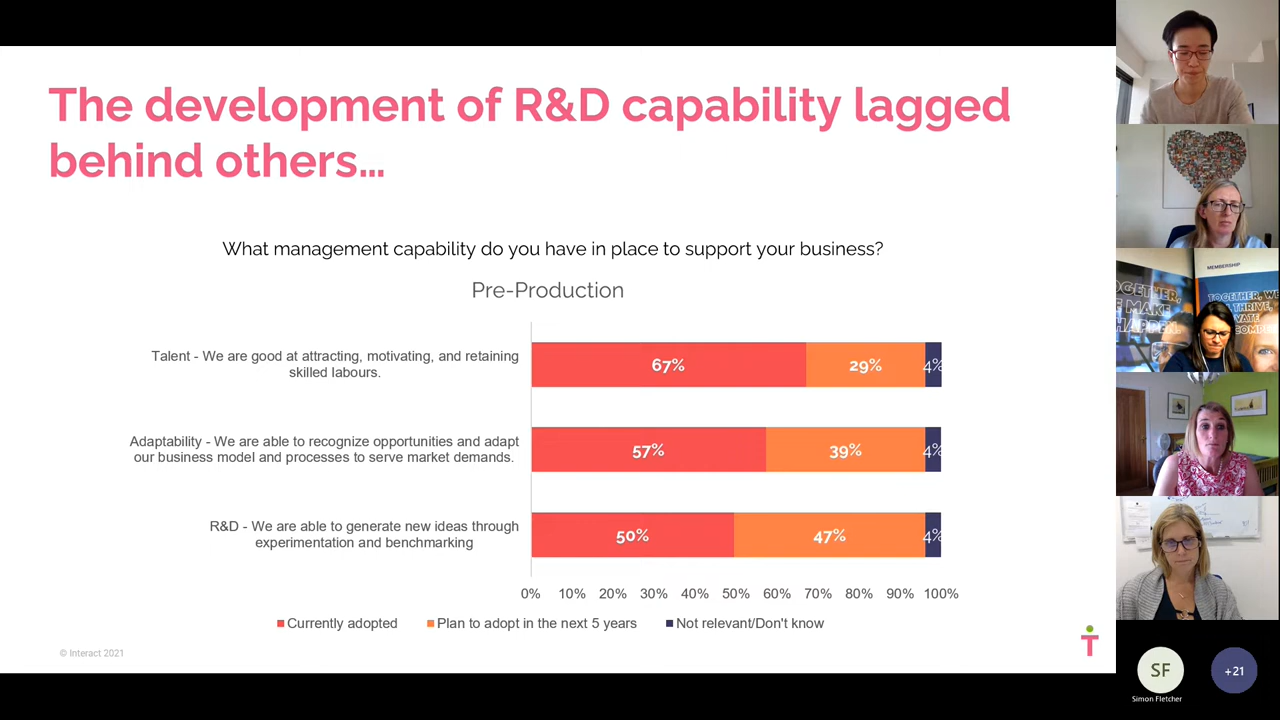 The development of R&D capability lagged
behind others...
What management capability do you have in place to support your business?
Pre-Production
Talent - We are good at attracting, motivating, and retaining
skilled labours.
67%
29%
4%
Adaptability - We are able to recognize opportunities and adapt
our business model and processes to serve market demands.
57%
39%
4%
R&D - We are able to generate new ideas through
experimentation and benchmarking
50%
47%
4%
0% 10% 20% 30% 40% 50% 60% 70% 80% 90% 100%
Currently adopted
Plan to adopt in the next 5 years
Not relevant/Don't know
© Interact 2021
MEMBERSHIP
TOGETHER, WE
THRIVE,
SF
Simon Fletcher
+21